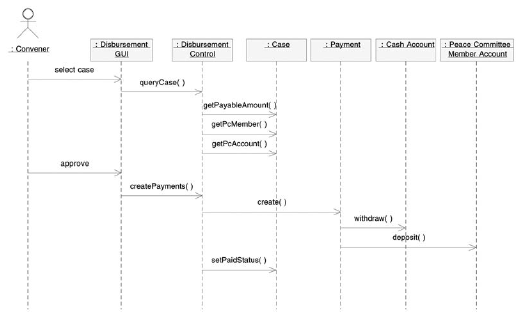 : Convener
: Disbursement
GUI
: Disbursement
Control
: Case
: Payment
: Cash Account
: Peace Committee
Member Account
select case
queryCase( )
getPayableAmount( )
getPcMember( )
getPcAccount( )
approve
createPayments( )
create( )
withdraw( )
deposit( )
setPaidStatus( )